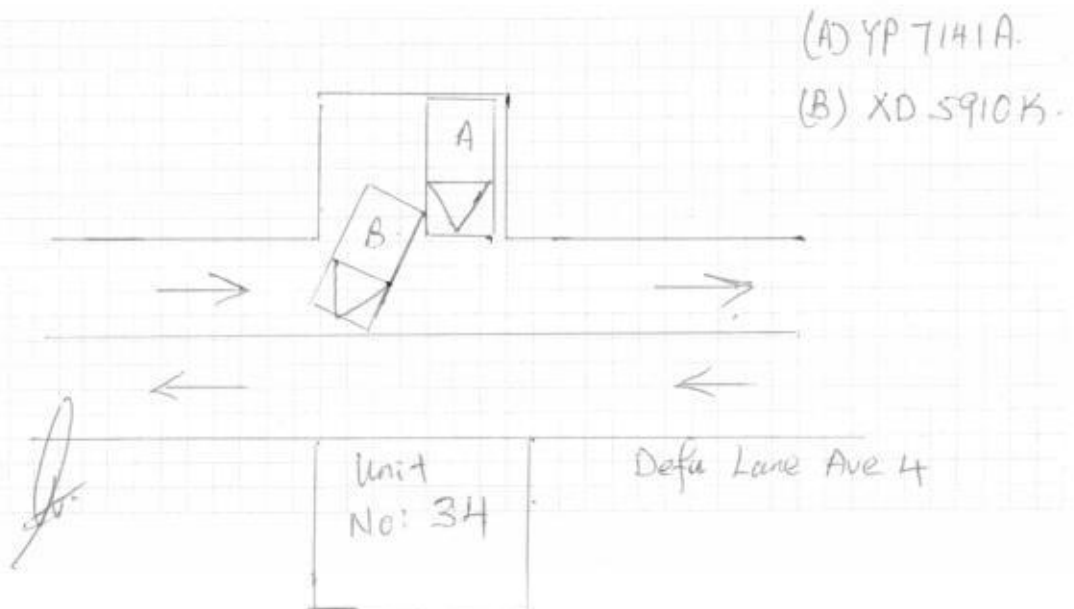 (A) YP 7141A.
(B) XD 5910K.
A
B.
Unit
No: 34
Defu Lane Ave 4